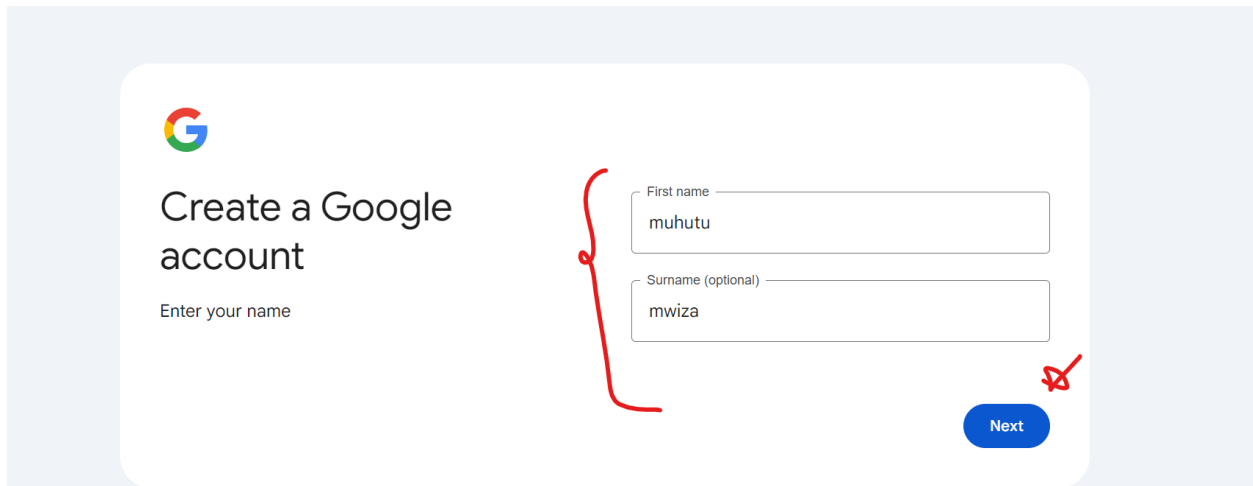 Create a Google
account
Enter your name
First name
muhutu
Surname (optional)
mwiza
Next